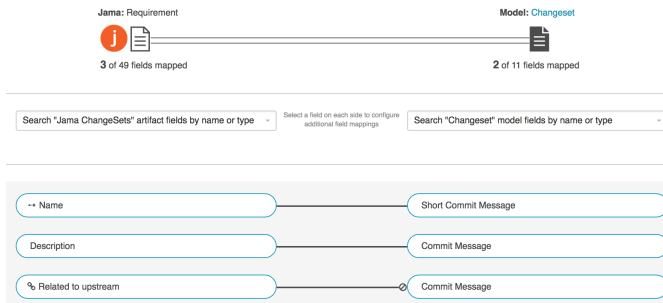 Jama: Requirement
Model: Changeset
j
3 of 49 fields mapped
2 of 11 fields mapped
Search "Jama ChangeSets" artifact fields by name or type
Select a field on each side to configure
additional field mappings
Search "Changeset" model fields by name or type
Name
Short Commit Message
Description
Commit Message
Related to upstream
Commit Message